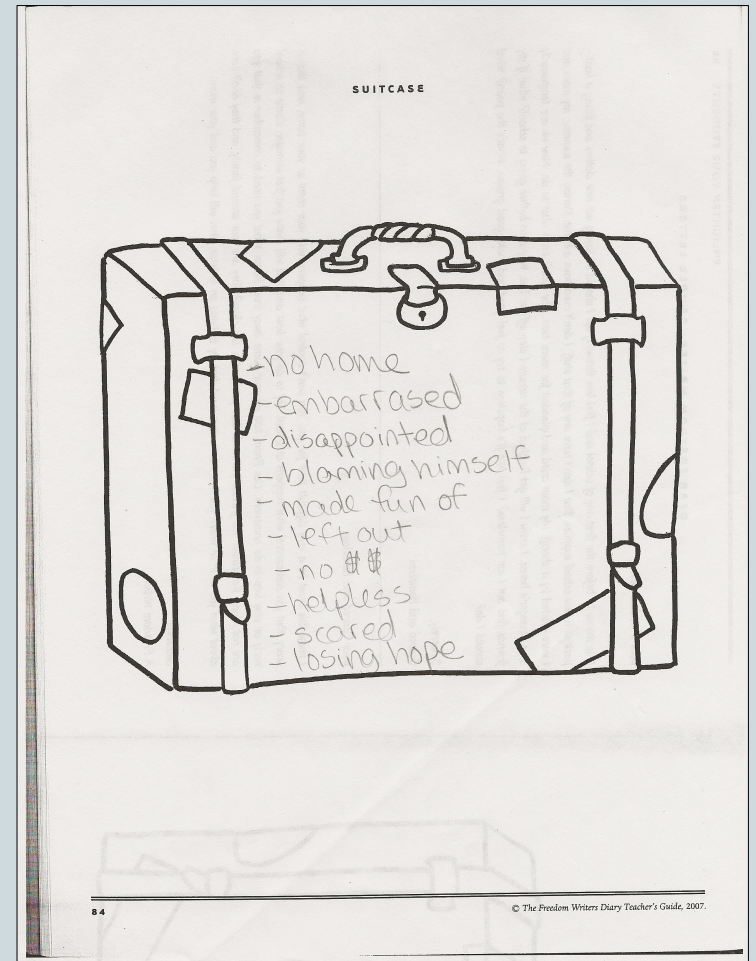 SUITCASE
-no home
-embarrased
-disappointed
- blaming himself
- made fun of
- left out
- no $$
-helpless
- scared
- losing hope
84
© The Freedom Writers Diary Teacher's Guide, 2007.